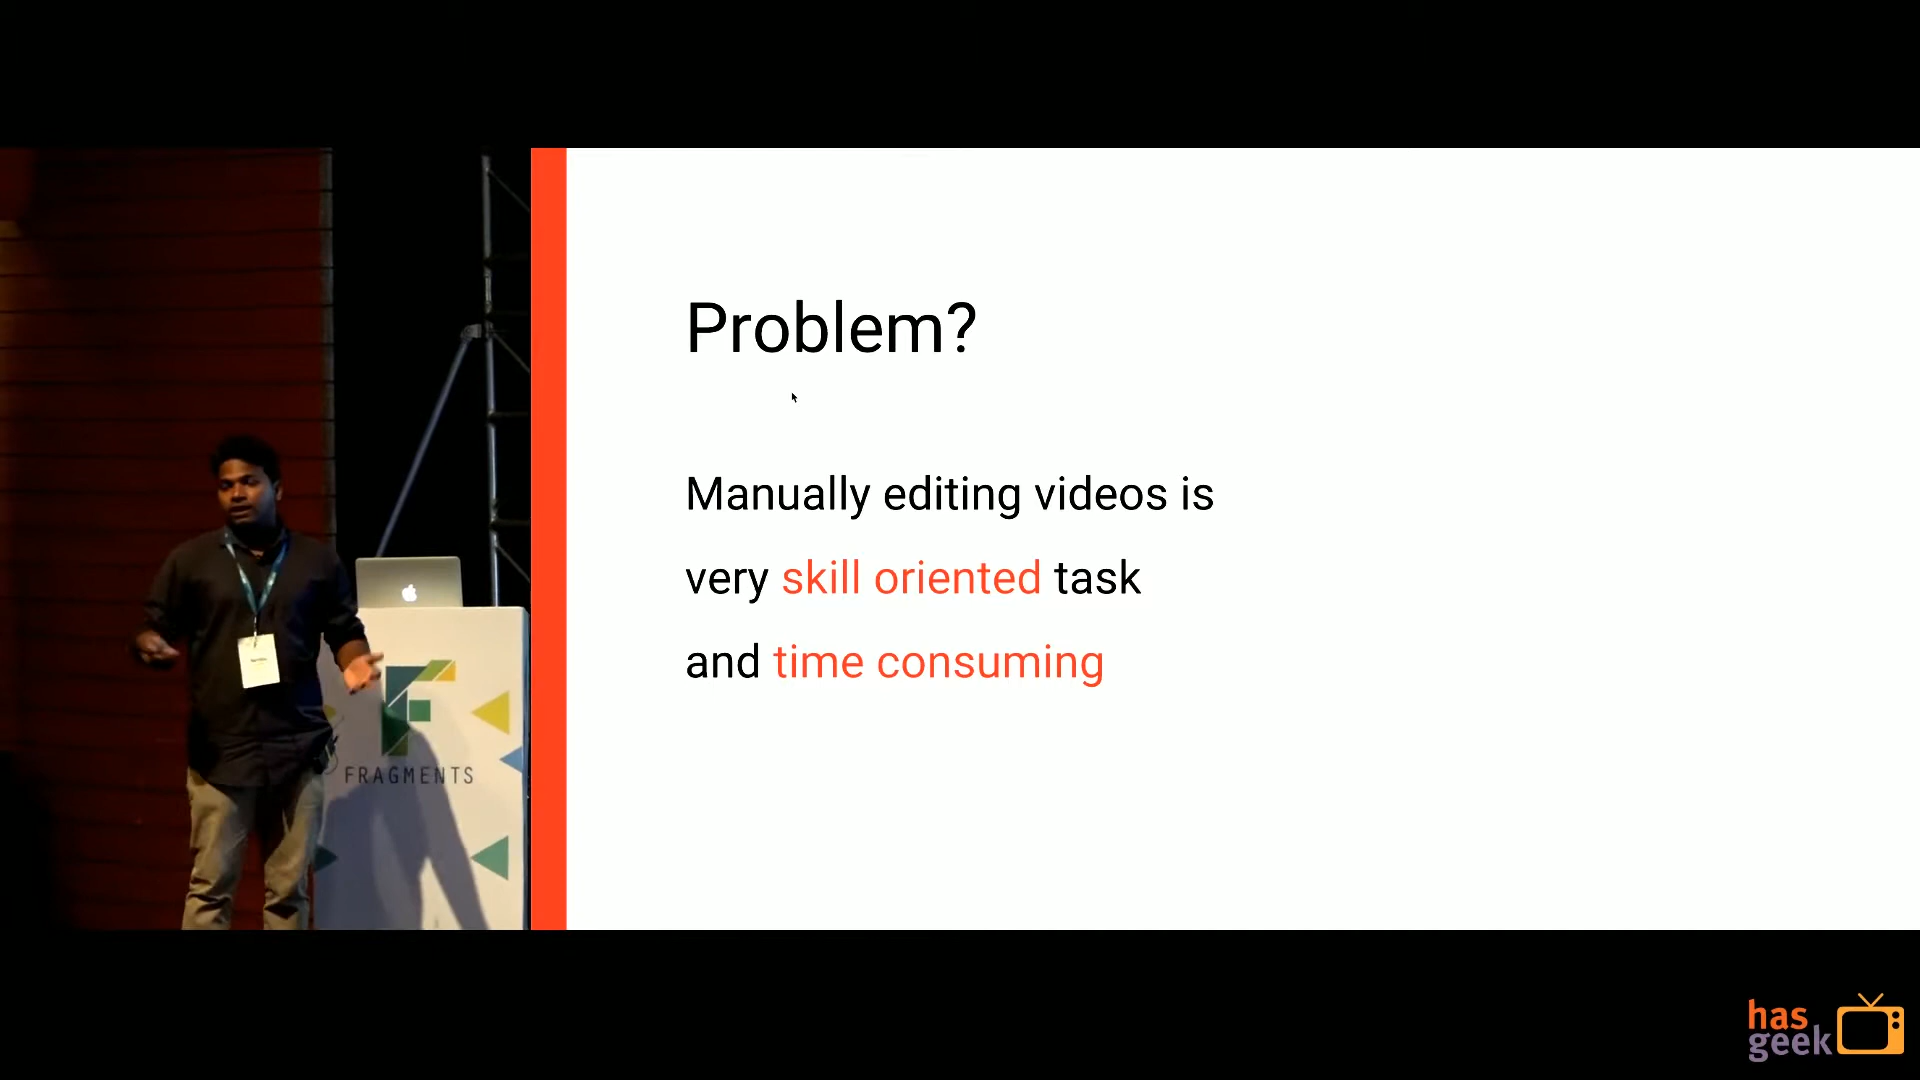 Problem?
Manually editing videos is
very skill oriented task
and time consuming
FRAGMENTS
has
geek